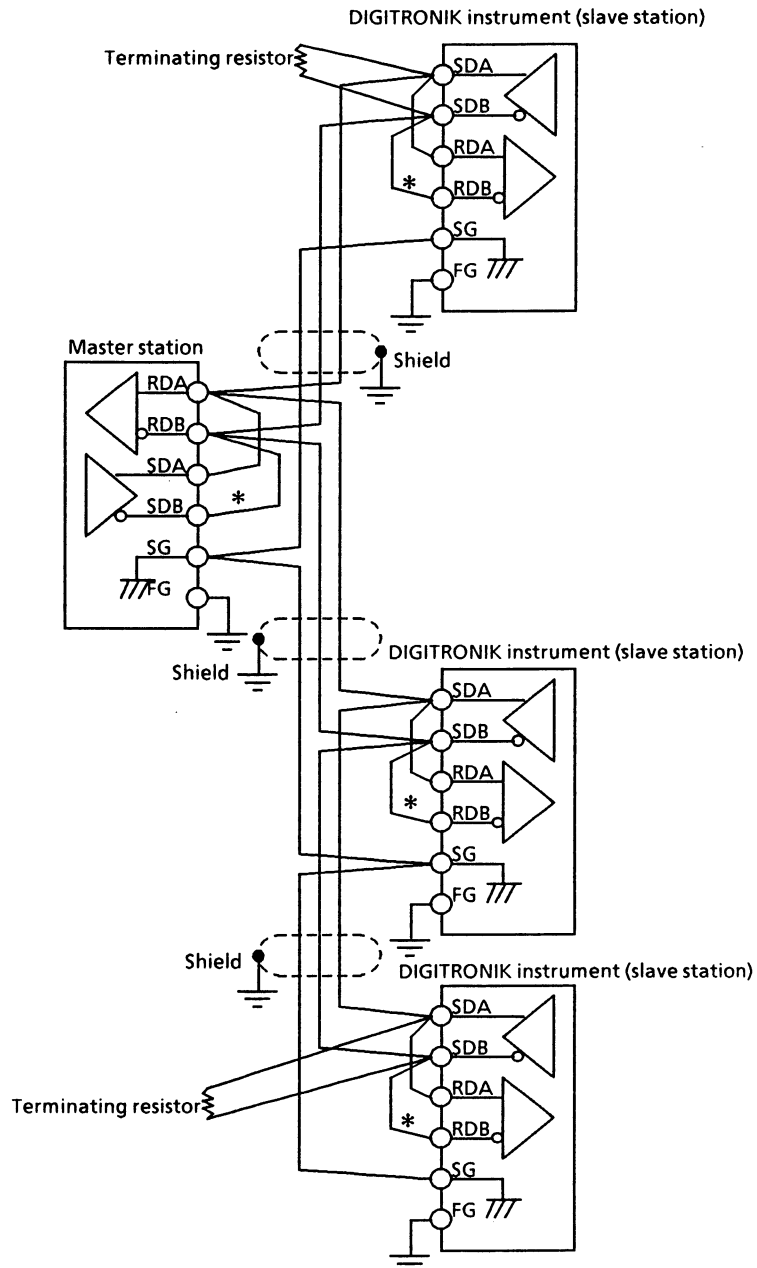 DIGITRONIK instrument (slave station)
Terminating resistor
SDA
SDB
RDA
*
RDB
SG
FG
Shield
Master station
RDA
RDB
SDA
*
SDB
SG
FG
Shield
DIGITRONIK instrument (slave station)
SDA
SDB
RDA
*
RDB
SG
FG
Shield
DIGITRONIK instrument (slave station)
SDA
SDB
RDA
Terminating resistor
*
RDB
SG
FG